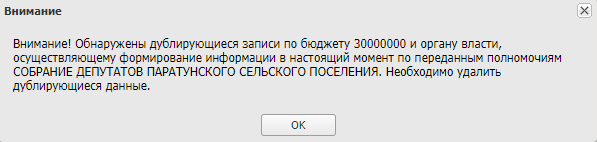 Внимание
Внимание! Обнаружены дублирующиеся записи по бюджету 30000000 и органу власти,
осуществляющему формирование информации в настоящий момент по переданным полномочиям
СОБРАНИЕ ДЕПУТАТОВ ПАРАТУНСКОГО СЕЛЬСКОГО ПОСЕЛЕНИЯ. Необходимо удалить
дублирующиеся данные.
ОК